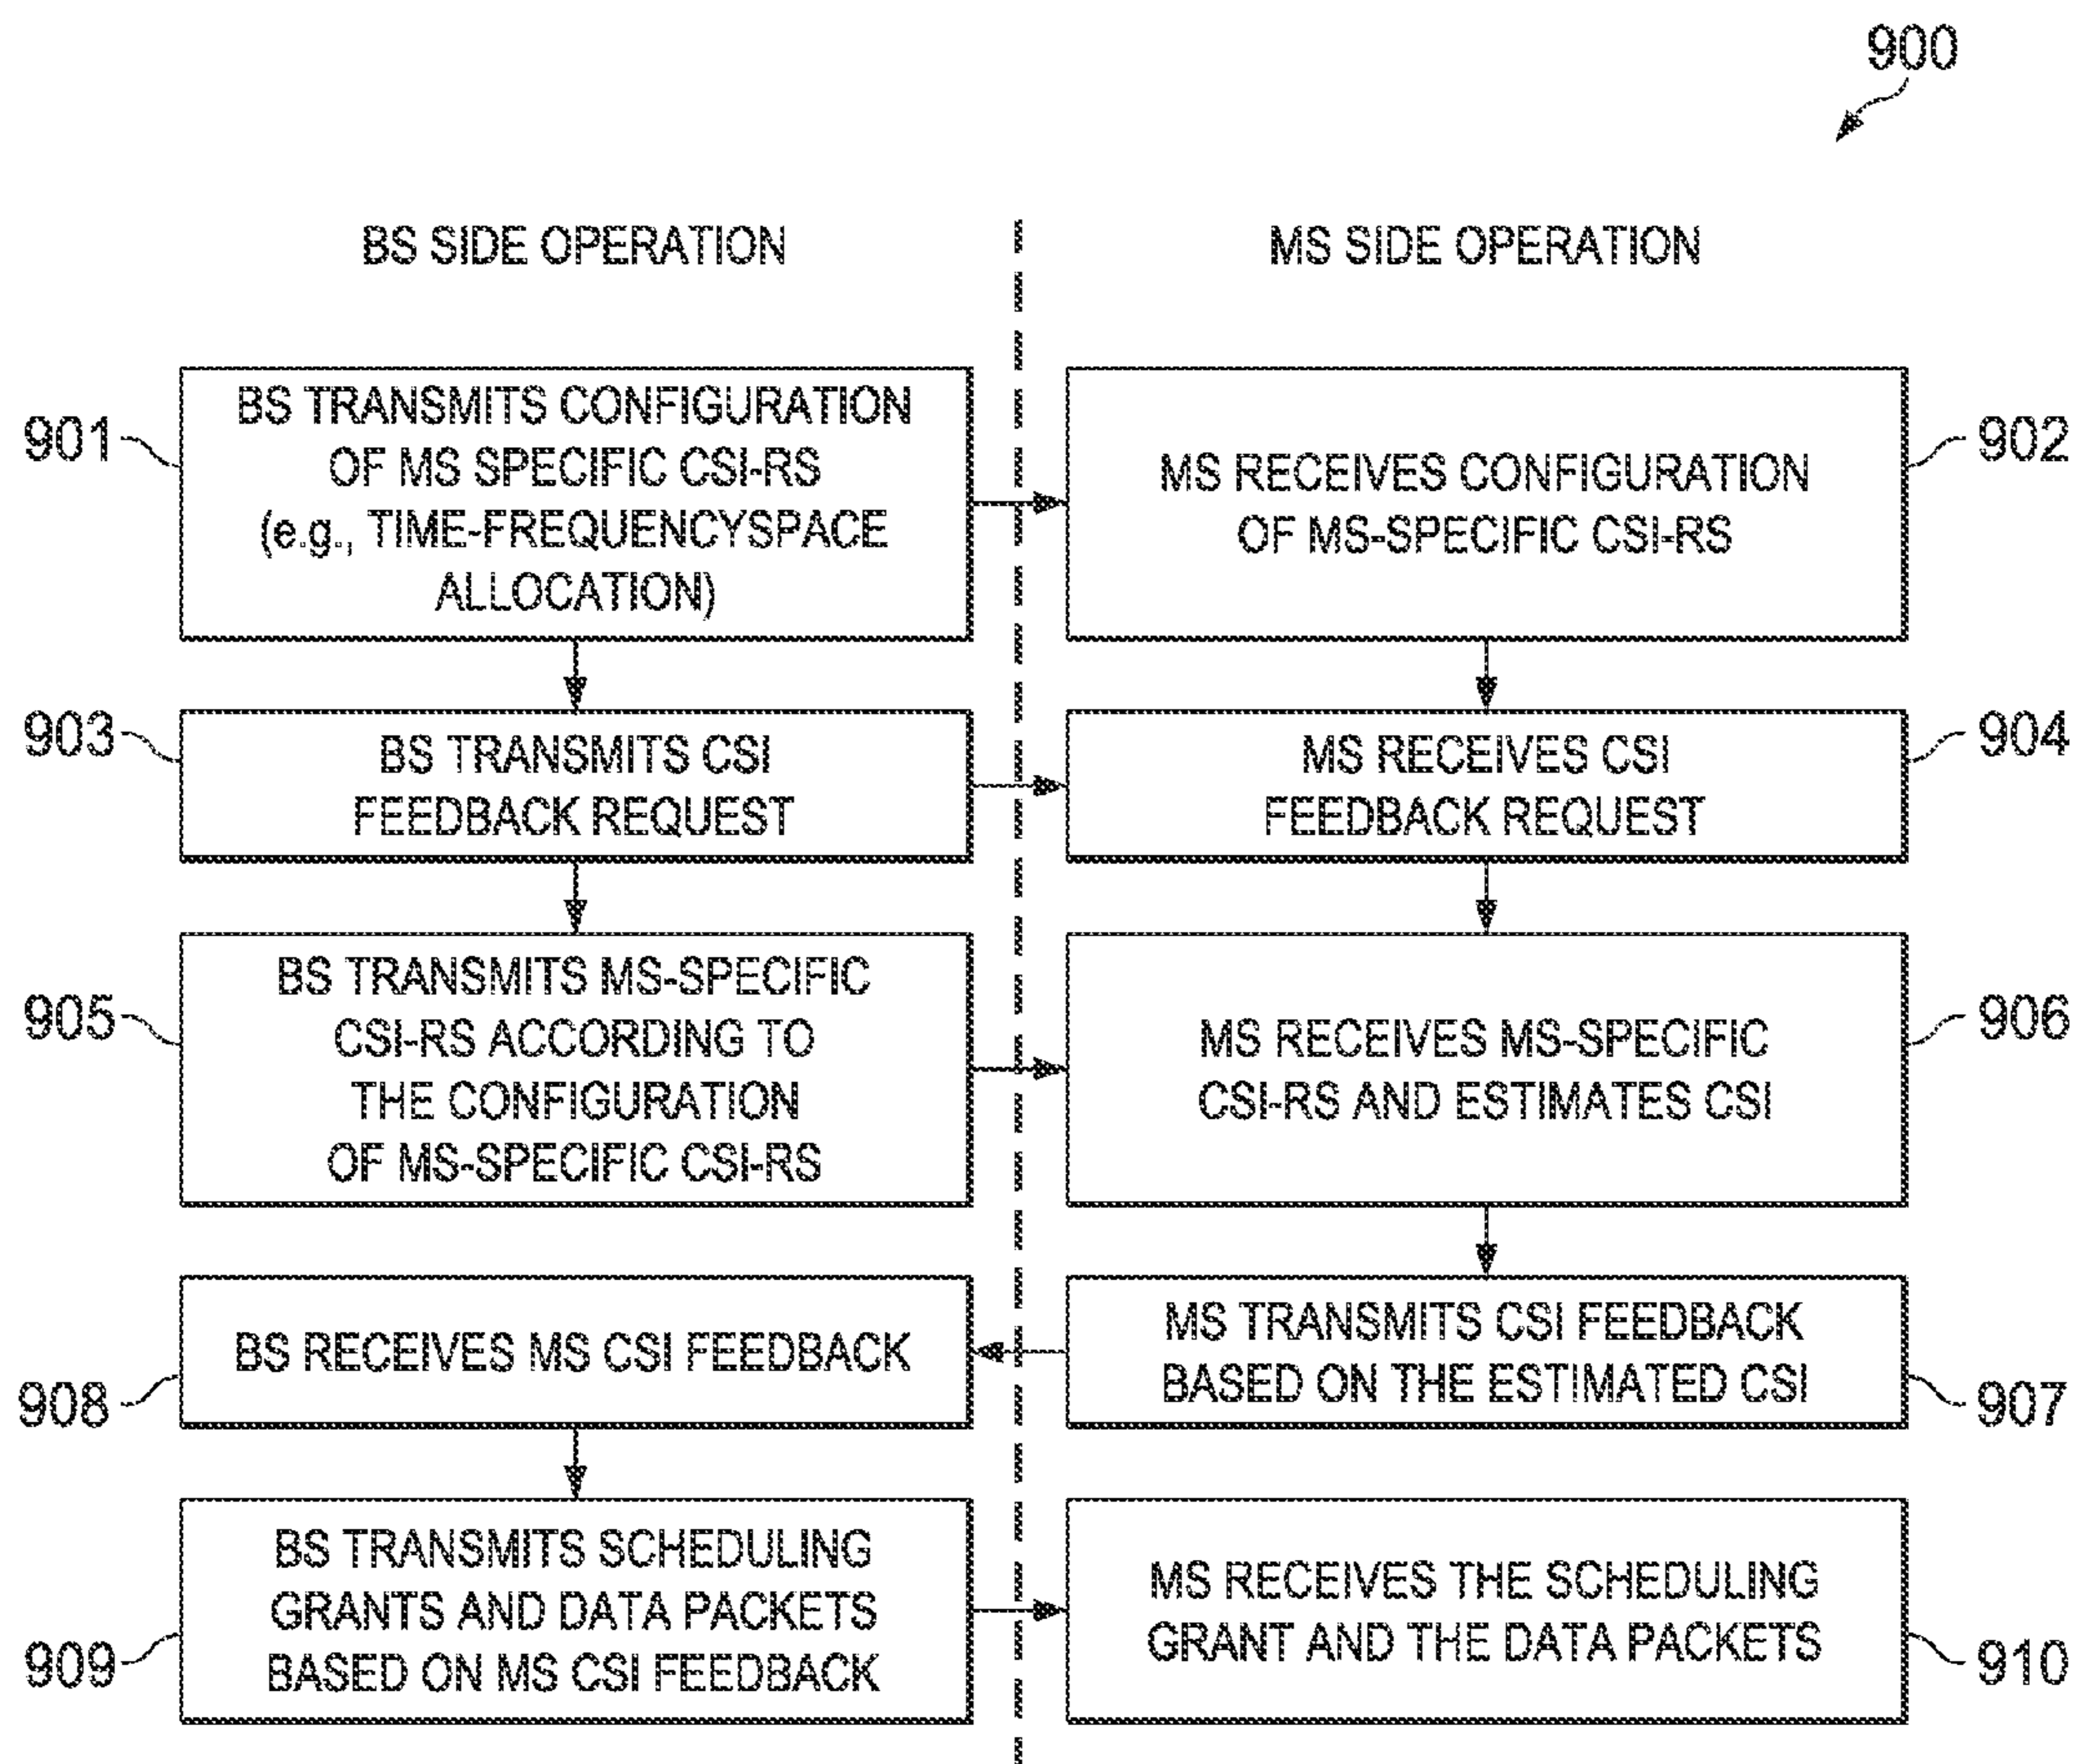 900
BS SIDE OPERATION
MS SIDE OPERATION
901
BS TRANSMITS CONFIGURATION
OF MS SPECIFIC CSI-RS
(e.g., TIME-FREQUENCYSPACE
ALLOCATION)
MS RECEIVES CONFIGURATION
OF MS-SPECIFIC CSI-RS
902
903
BS TRANSMITS CSI
FEEDBACK REQUEST
MS RECEIVES CSI
FEEDBACK REQUEST
904
905
BS TRANSMITS MS-SPECIFIC
CSI-RS ACCORDING TO
THE CONFIGURATION
OF MS-SPECIFIC CSI-RS
MS RECEIVES MS-SPECIFIC
CSI-RS AND ESTIMATES CSI
906
BS RECEIVES MS CSI FEEDBACK
908
MS TRANSMITS CSI FEEDBACK
BASED ON THE ESTIMATED CSI
907
BS TRANSMITS SCHEDULING
GRANTS AND DATA PACKETS
BASED ON MS CSI FEEDBACK
909
MS RECEIVES THE SCHEDULING
GRANT AND THE DATA PACKETS
910